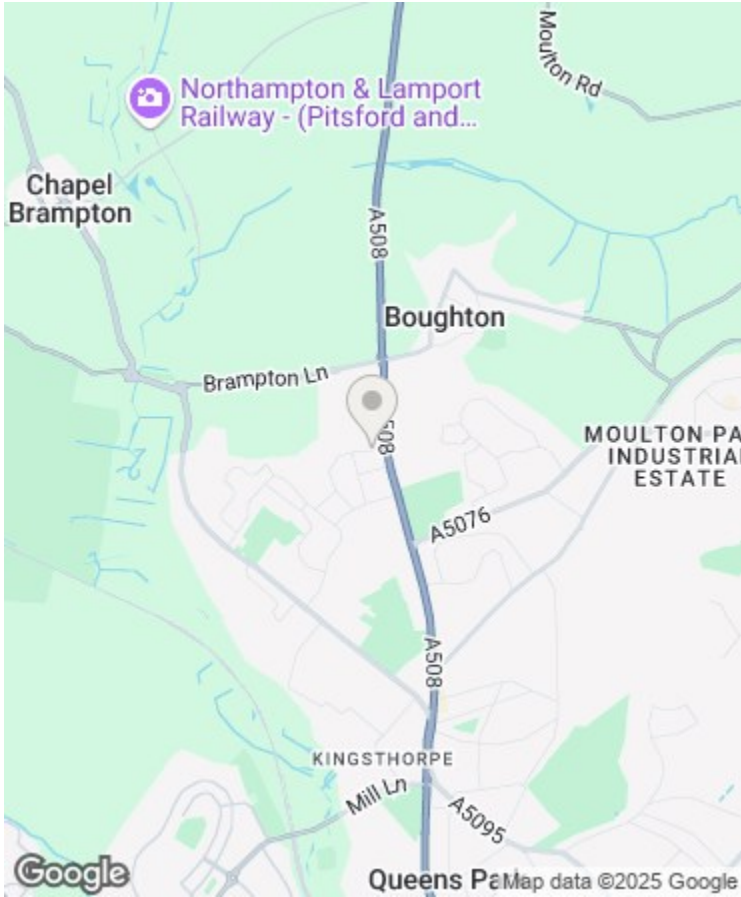 Moulton Rd
Northampton & Lamport
Railway - (Pitsford and...
Chapel
Brampton
A508
Boughton
Brampton Ln
508
MOULTON PA
INDUSTRIAL
ESTATE
A5076
A508
KINGSTHORPE
Mill Ln
A5095
Queens Park
Google
Map data ©2025 Google